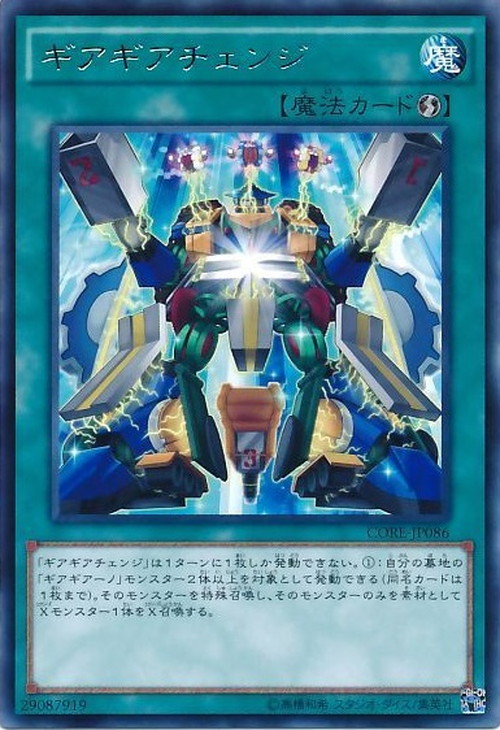 ギアギアチェンジ
魔
【魔法カード】
2
1
3
CORE-JP086
「ギアギアチェンジ」は1ターンに1枚しか発動できない。①:自分の墓地の
「ギアギアーノ」モンスター2体以上を対象として発動できる(同名カードは
1枚まで)。そのモンスターを特殊召喚し、そのモンスターのみを素材として
Xモンスター1体をX召喚する。
29087919
©高橋和希 スタジオ・ダイス/集英社